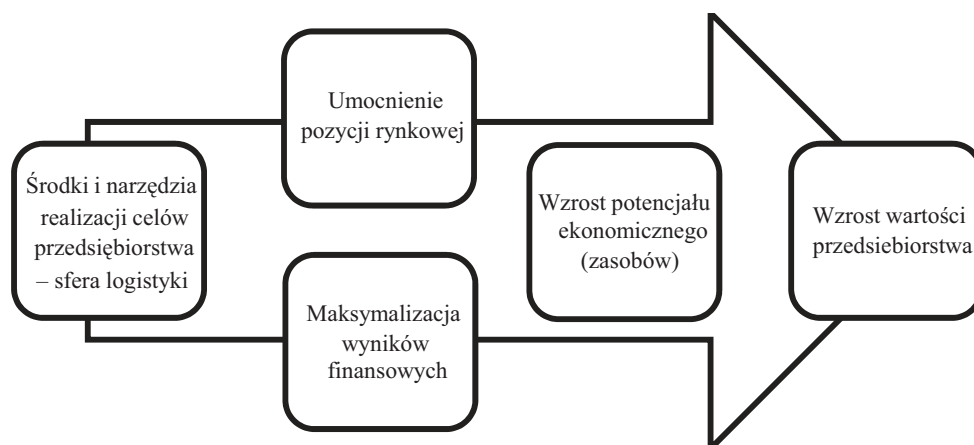 Umocnienie
pozycji rynkowej
Środki i narzędzia
realizacji celów
przedsiębiorstwa
– sfera logistyki
Wzrost potencjału
ekonomicznego
(zasobów)
Wzrost wartości
przedsiebiorstwa
Maksymalizacja
wyników
finansowych